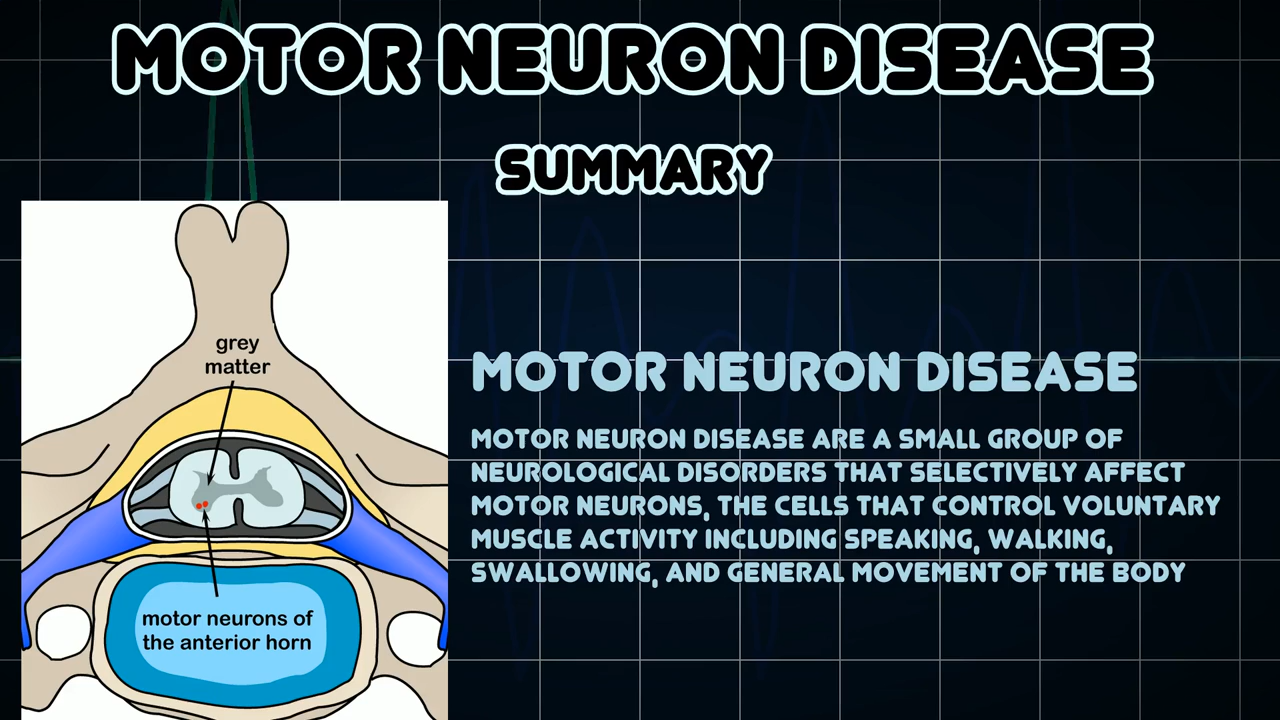 MOTOR NEURON DISEASE
SUMMARY
grey
matter
motor neurons of
the anterior horn
MOTOR NEURON DISEASE
MOTOR NEURON DISEASE ARE A SMALL GROUP OF
NEUROLOGICAL DISORDERS THAT SELECTIVELY AFFECT
MOTOR NEURONS, THE CELLS THAT CONTROL VOLUNTARY
MUSCLE ACTIVITY INCLUDING SPEAKING, WALKING,
SWALLOWING, AND GENERAL MOVEMENT OF THE BODY